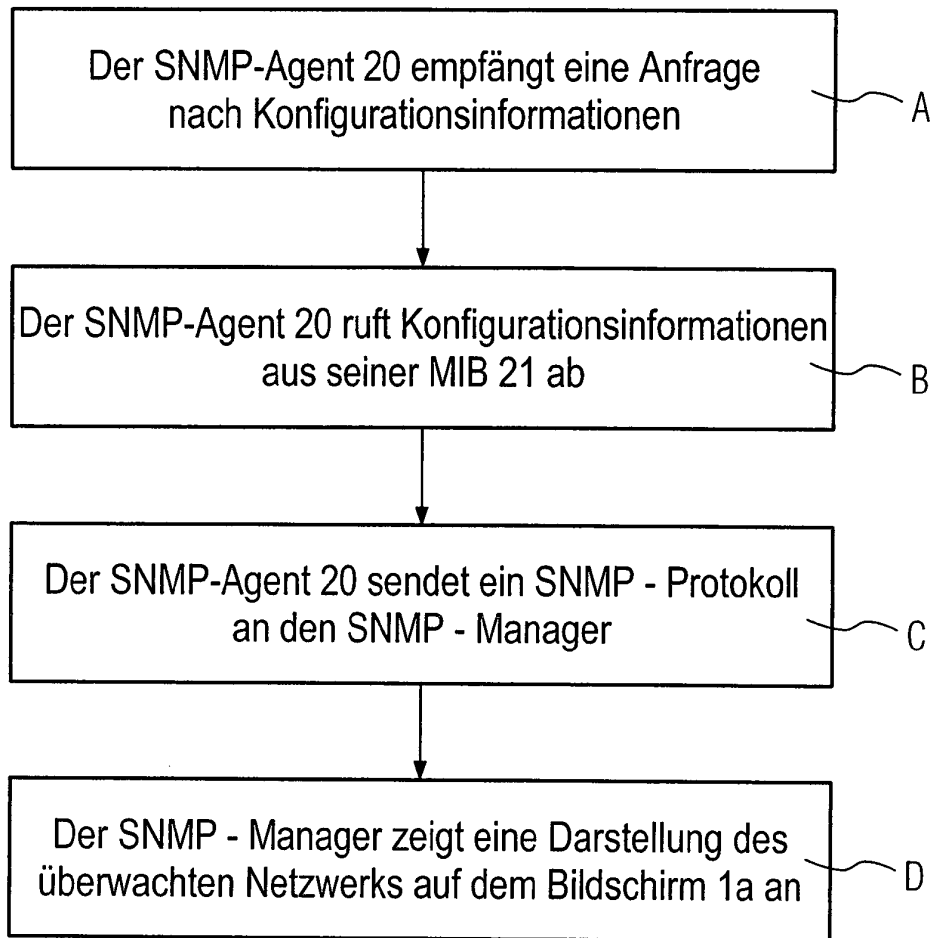 Der SNMP-Agent 20 empfängt eine Anfrage
nach Konfigurationsinformationen
A
Der SNMP-Agent 20 ruft Konfigurationsinformationen
aus seiner MIB 21 ab
B
Der SNMP-Agent 20 sendet ein SNMP - Protokoll
an den SNMP - Manager
C
Der SNMP - Manager zeigt eine Darstellung des
überwachten Netzwerks auf dem Bildschirm 1a an
D